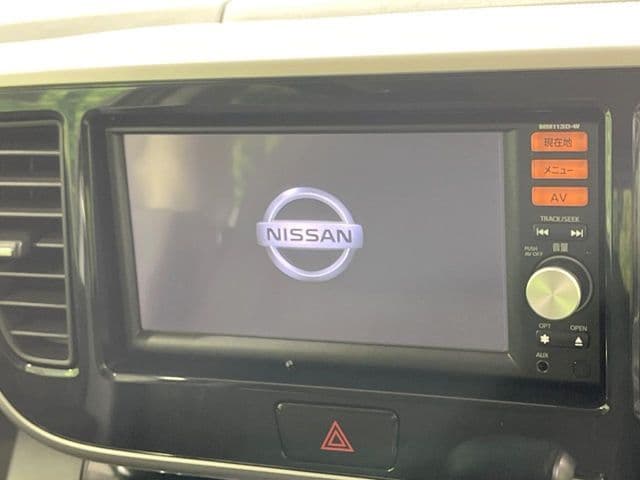 MM113D-W
現在地
メニュー
AV
TRACK/SEEK
音量
PUSH
AV OFF
NISSAN
OPT
OPEN
AUX